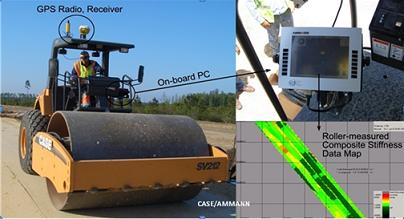 GPS Radio, Receiver
On-board PC
Roller-measured
Composite Stiffness
Data Map
CASE
SV212
CASE/AMMANN